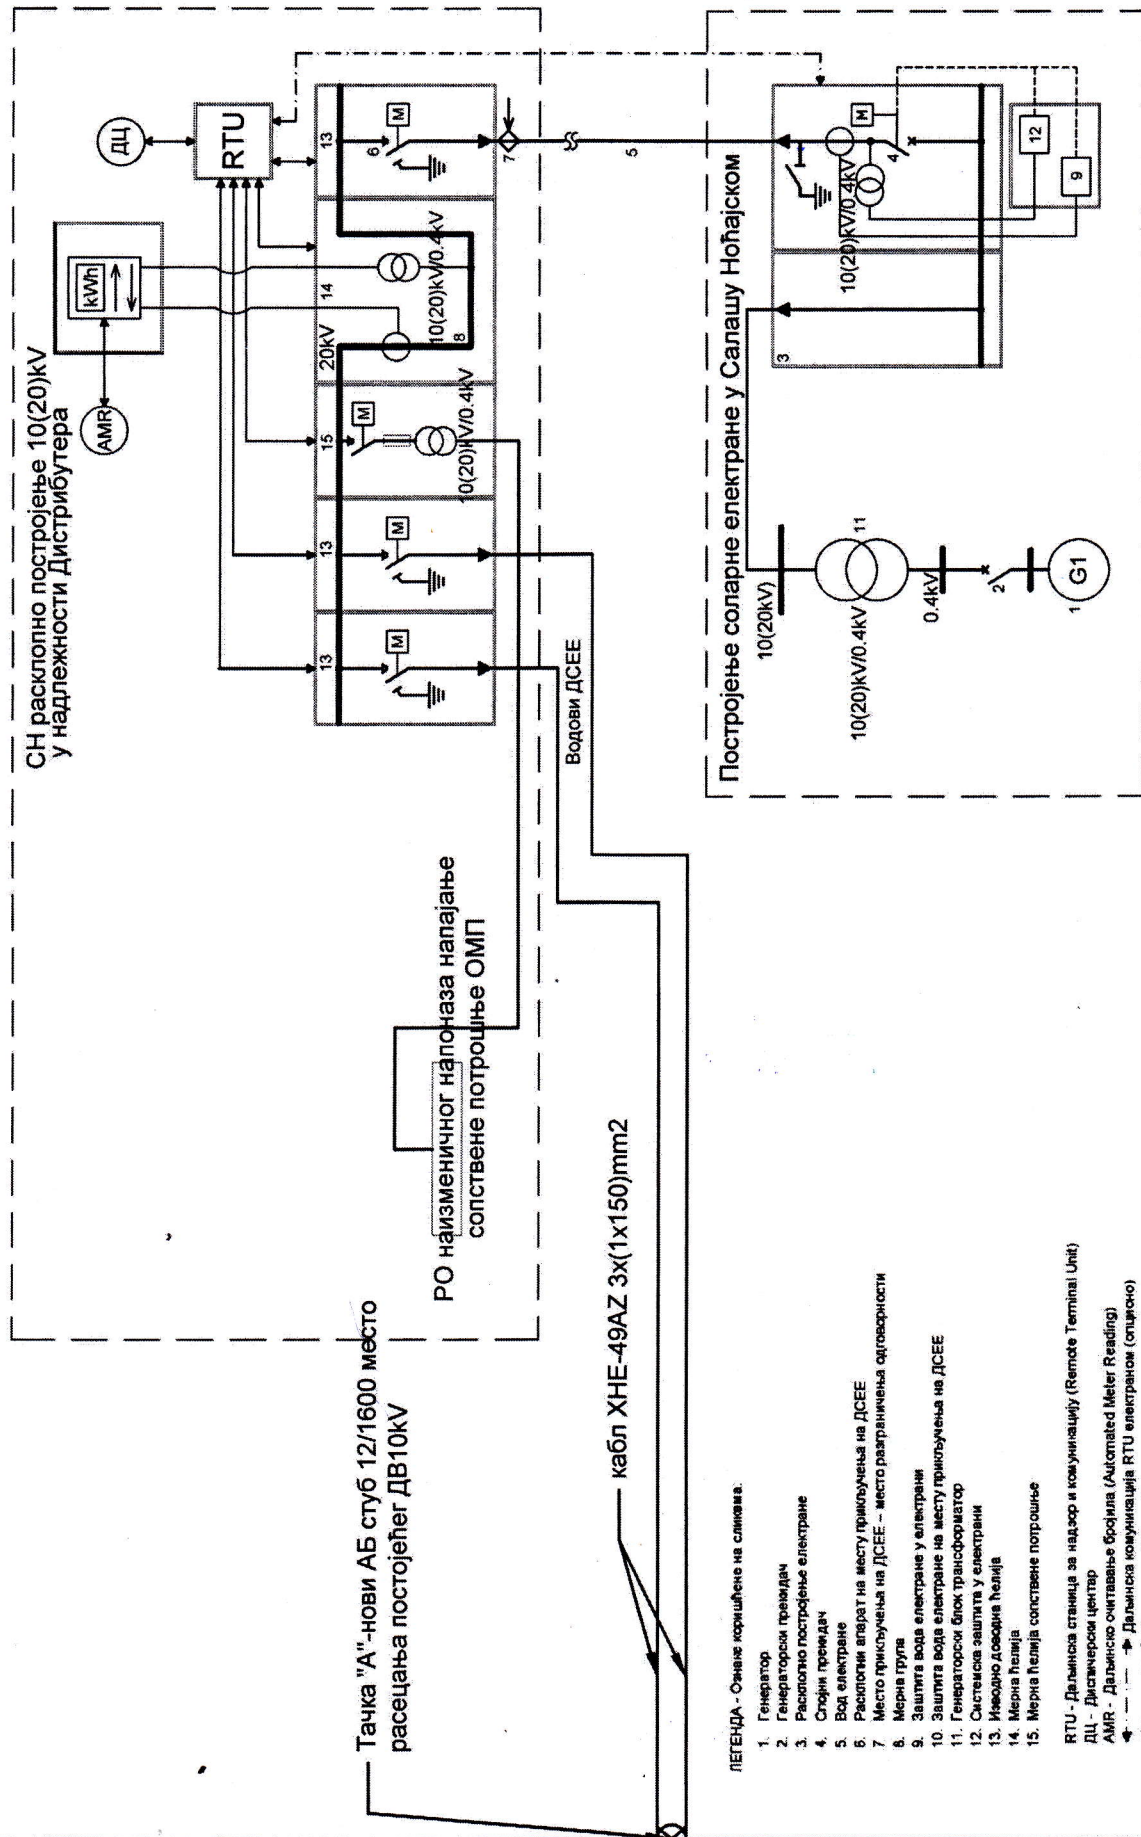 СН расклопно постројење 10(20)kV
у надлежности Дистрибутера
AMR
kWh
ДЦ
RTU
13
13
15
20kV
14
13
M
M
M
10(20)kV/0.4kV
8
10(20)kV/0.4kV
6
M
7
5
Водови ДСЕЕ
РО наизменичног напоназа напајање
сопствене потрошње ОМП
Тачка "А"-нови АБ стуб 12/1600 место
расецања постојећег ДВ10kV
кабл ХНЕ-49AZ 3x(1x150)mm2
Постројење соларне електране у Салашу Ноћајском
10(20kV)
11
10(20)kV/0.4kV
0.4kV
2
1
G1
3
10(20)kV/0.4kV
M
4
12
9
ЛЕГЕНДА - Ознаке коришћене на сликама:
1. Генератор
2. Генераторски прекидач
3. Расклопно постројење електране
4. Спојни прекидач
5. Вод електране
6. Расклопни апарат на месту прикључења на ДСЕЕ
7 Место прикључења на ДСЕЕ – место разграничења одговорности
8. Мерна група
9. Заштита вода електране у електрани
10. Заштита вода електране на месту прикључења на ДСЕЕ
11. Генераторски блок трансформатор
12. Системска заштита у електрани
13. Изводно доводна ћелија
14. Мерна ћелија
15. Мерна ћелија сопствене потрошње
RTU - Даљинска станица за надзор и комуникацију (Remote Terminal Unit)
ДЦ - Диспечерски центар
AMR - Даљинско очитавање бројила (Automated Meter Reading)
Даљинска комуникација RTU електраном (опционо)